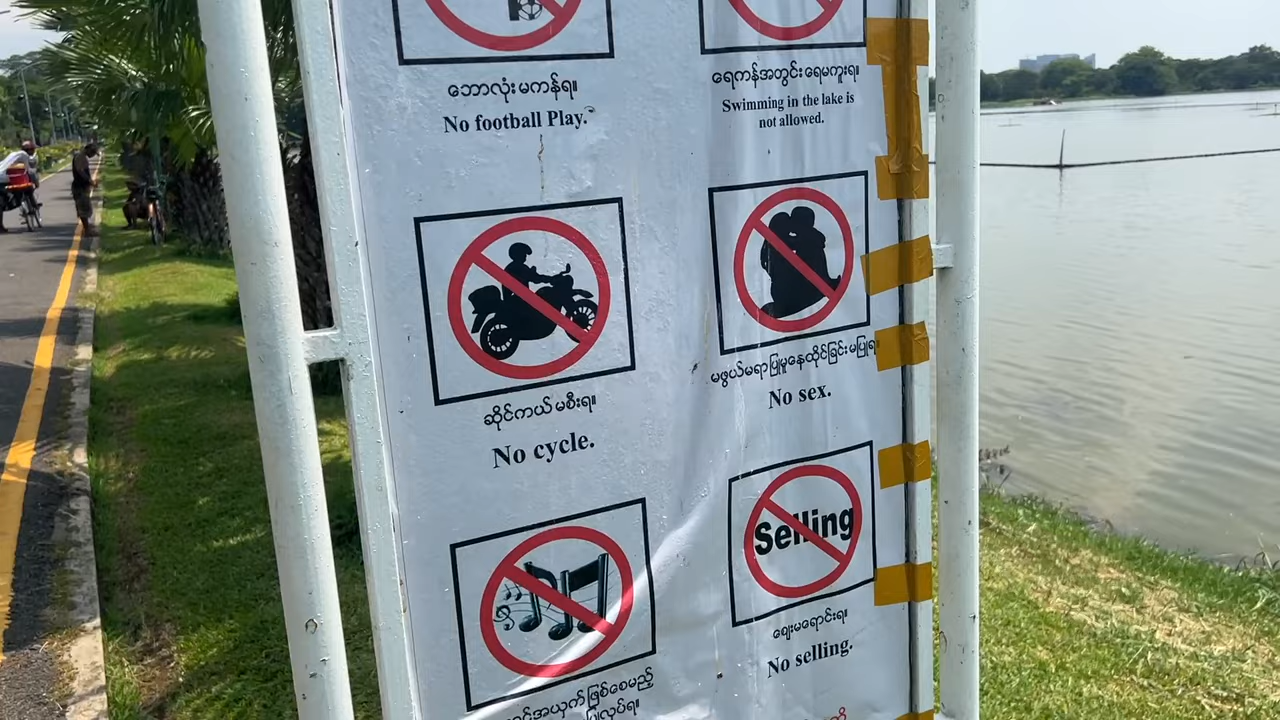 ဘောလုံးမကန်ရ။
No football Play.
ရေကန်အတွင်းရေမကူးရ။
Swimming in the lake is
not allowed.
ဆိုင်ကယ်မစီးရ။
No cycle.
မဖွယ်မရာပြုမူနေထိုင်ခြင်းမပြုရ။
No sex.
Selling
ဈေးမရောင်းရ။
No selling.